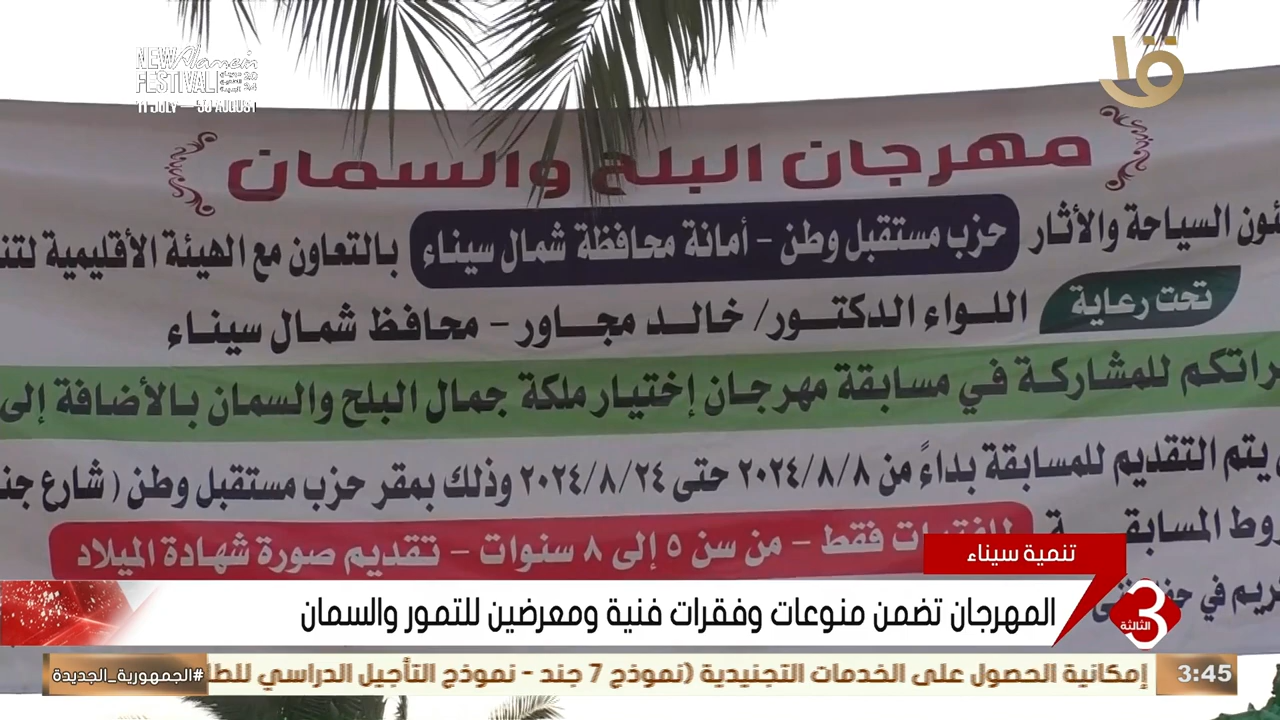 NEW Alamein
FESTIVAL 2024
11 JULY — 30 AUGUST
مهرجان البلح والسمان
السياحة والأثار حزب مستقبل وطن - أمانة محافظة شمال سيناء بالتعاون مع الهيئة الأقليمية
تحت رعاية اللواء الدكتور/ خالد مجاور - محافظ شمال سيناء
للمشاركة في مسابقة مهرجان إختيار ملكة جمال البلح والسمان بالأضافة إلى
يتم التقديم للمسابقة بداءً من ٢٠٢٤/٨/٨ حتى ٢٠٢٤/٨/٢٤ وذلك بمقر حزب مستقبل وطن ( شارع
المسابقة فقط - من سن ٥ إلى ٨ سنوات - تقديم صورة شهادة الميلاد
تنمية سيناء
المهرجان تضمن منوعات وفقرات فنية ومعرضين للتمور والسمان
3 الثالثة
3:45 إمكانية الحصول على الخدمات التجنيدية (نموذج 7 جند - نموذج التأجيل الدراسي #الجمهورية_الجديدة